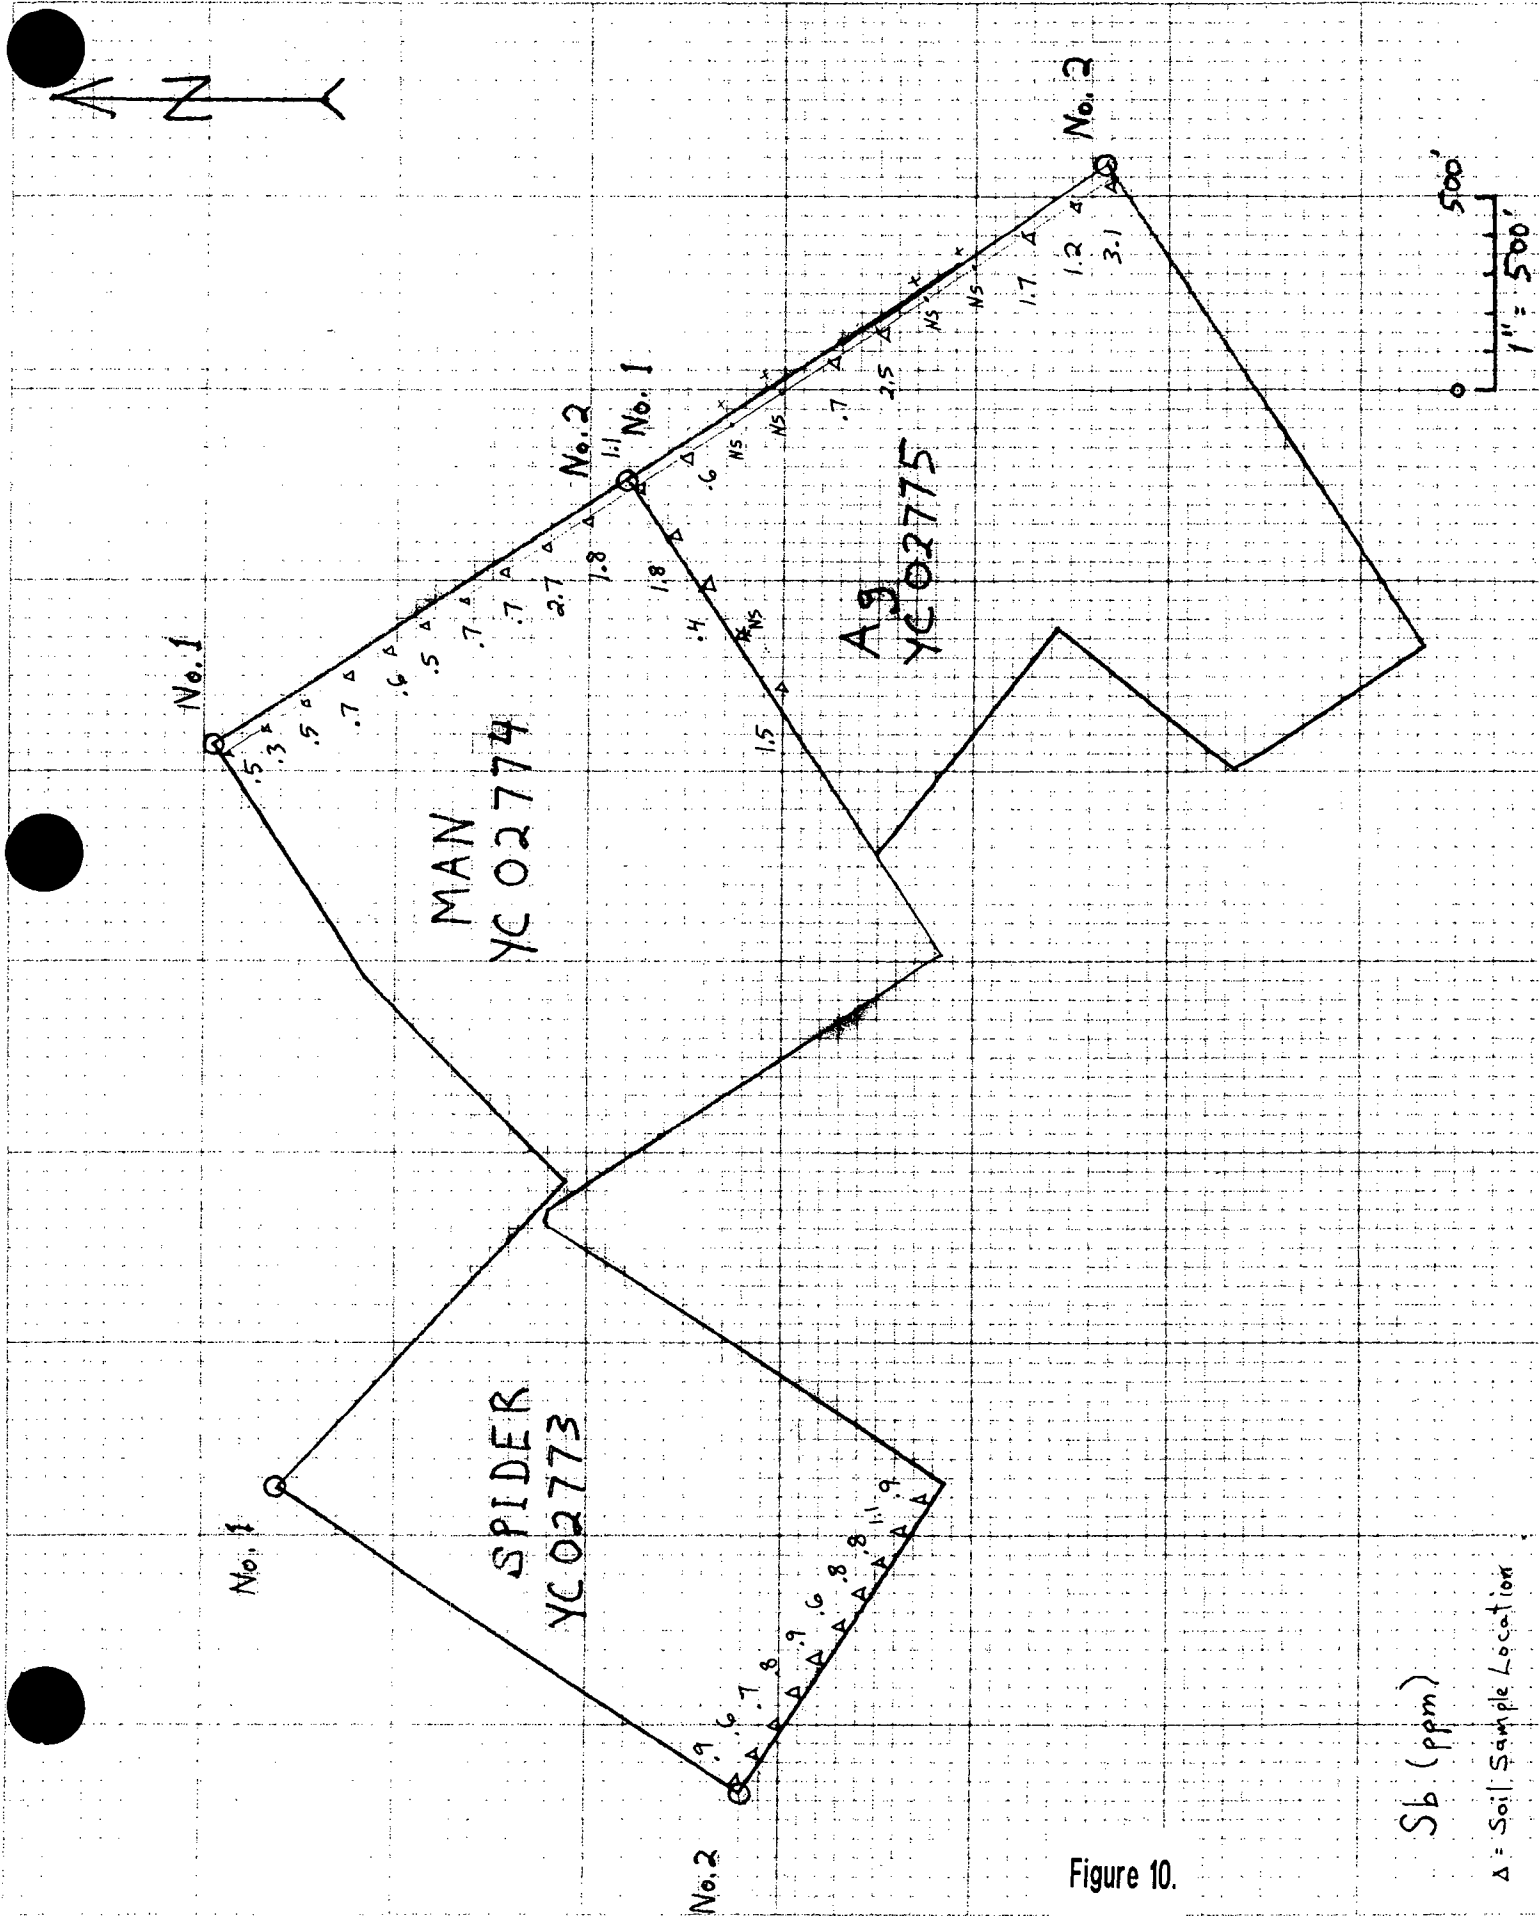 N
No. 1
.5
.3
.5
.7
.6
.5
.7
.7
2.7
1.8
No. 2
1.1
No. 1
MAN
YC 02774
1.8
.4
NS
1.5
.6
NS
NS
.7
2.5
NS
NS
1.7
1.2
3.1
No. 2
Ag
YC 02775
No. 1
SPIDER
YC 02773
No. 2
.9
.6
.7
.8
.9
.6
.8
.8
1.1
.9
0 500'
1" = 500'
Sb (ppm)
Δ = Soil Sample Location
Figure 10.